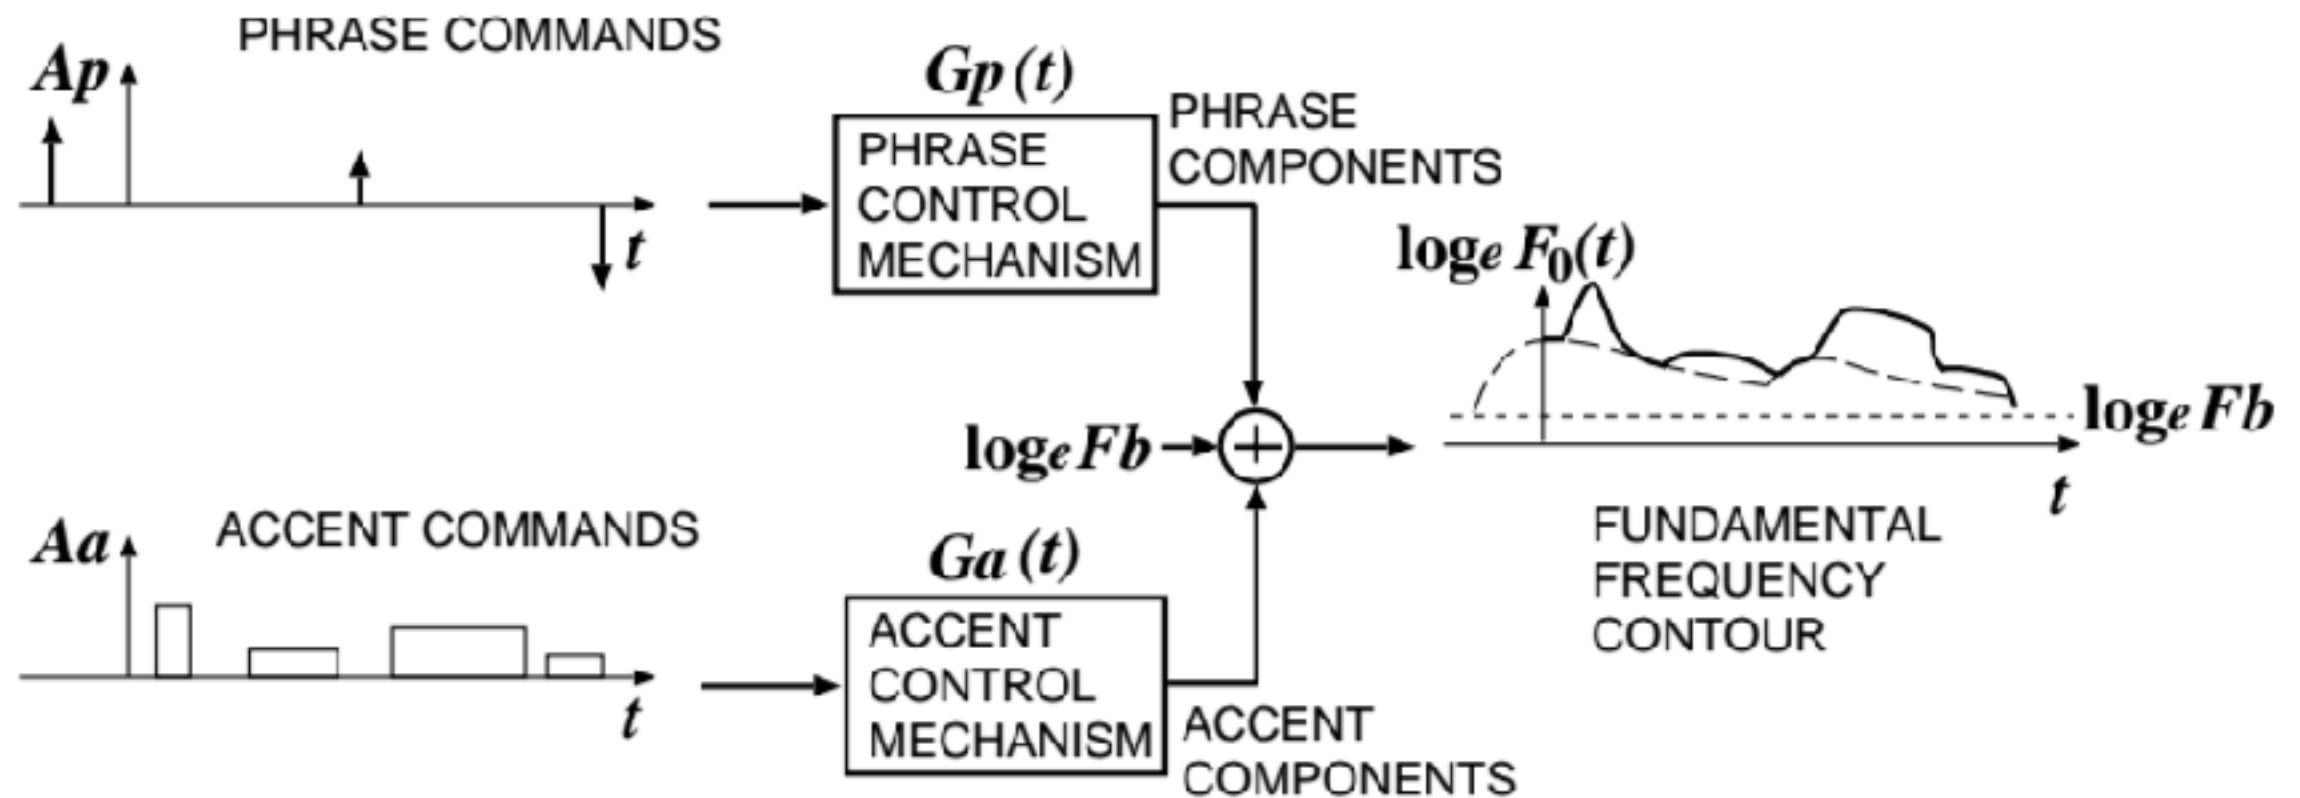 PHRASE COMMANDS
Ap
t
Gp (t)
PHRASE
CONTROL
MECHANISM
PHRASE
COMPONENTS
loge F0(t)
loge Fb
t
loge Fb
+
FUNDAMENTAL
FREQUENCY
CONTOUR
ACCENT COMMANDS
Aa
t
Ga (t)
ACCENT
CONTROL
MECHANISM
ACCENT
COMPONENTS